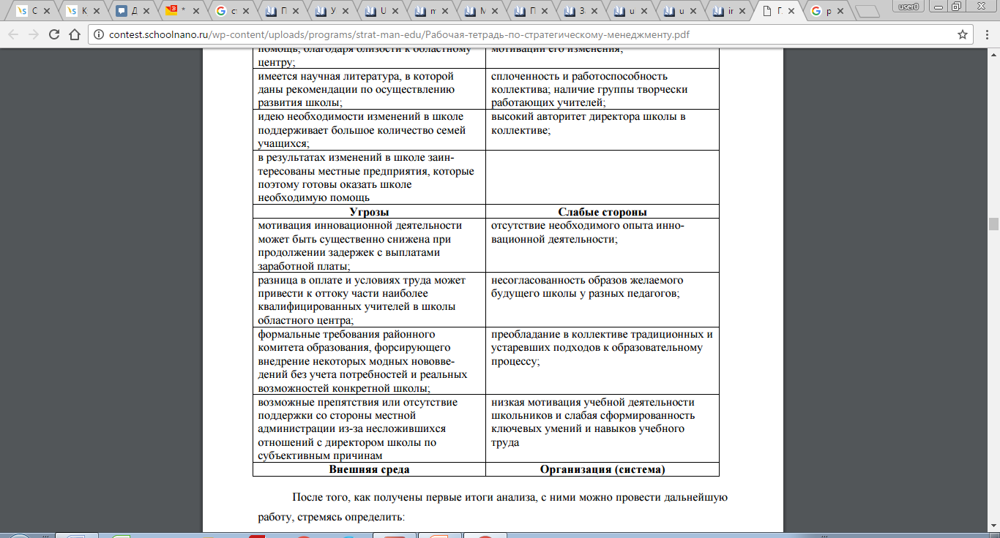 С
К
Д
*
ст
П
У
U
m
М
П
З
u
u
in
Г
р
user0
contest.schoolnano.ru/wp-content/uploads/programs/strat-man-edu/Рабочая-тетрадь-по-стратегическому-менеджменту.pdf
помощь, благодаря близости к областному
центру;
мотивации его изменения;
имеется научная литература, в которой
даны рекомендации по осуществлению
развития школы;
сплоченность и работоспособность
коллектива; наличие группы творчески
работающих учителей;
идею необходимости изменений в школе
поддерживает большое количество семей
учащихся;
высокий авторитет директора школы в
коллективе;
в результатах изменений в школе заин-
тересованы местные предприятия, которые
поэтому готовы оказать школе
необходимую помощь
Угрозы
Слабые стороны
мотивация инновационной деятельности
может быть существенно снижена при
продолжении задержек с выплатами
заработной платы;
отсутствие необходимого опыта инно-
вационной деятельности;
разница в оплате и условиях труда может
привести к оттоку части наиболее
квалифицированных учителей в школы
областного центра;
несогласованность образов желаемого
будущего школы у разных педагогов;
формальные требования районного
комитета образования, форсирующего
внедрение некоторых модных нововве-
дений без учета потребностей и реальных
возможностей конкретной школы;
преобладание в коллективе традиционных и
устаревших подходов к образовательному
процессу;
возможные препятствия или отсутствие
поддержки со стороны местной
администрации из-за несложившихся
отношений с директором школы по
субъективным причинам
низкая мотивация учебной деятельности
школьников и слабая сформированность
ключевых умений и навыков учебного
труда
Внешняя среда
Организация (система)
После того, как получены первые итоги анализа, с ними можно провести дальнейшую
работу, стремясь определить: